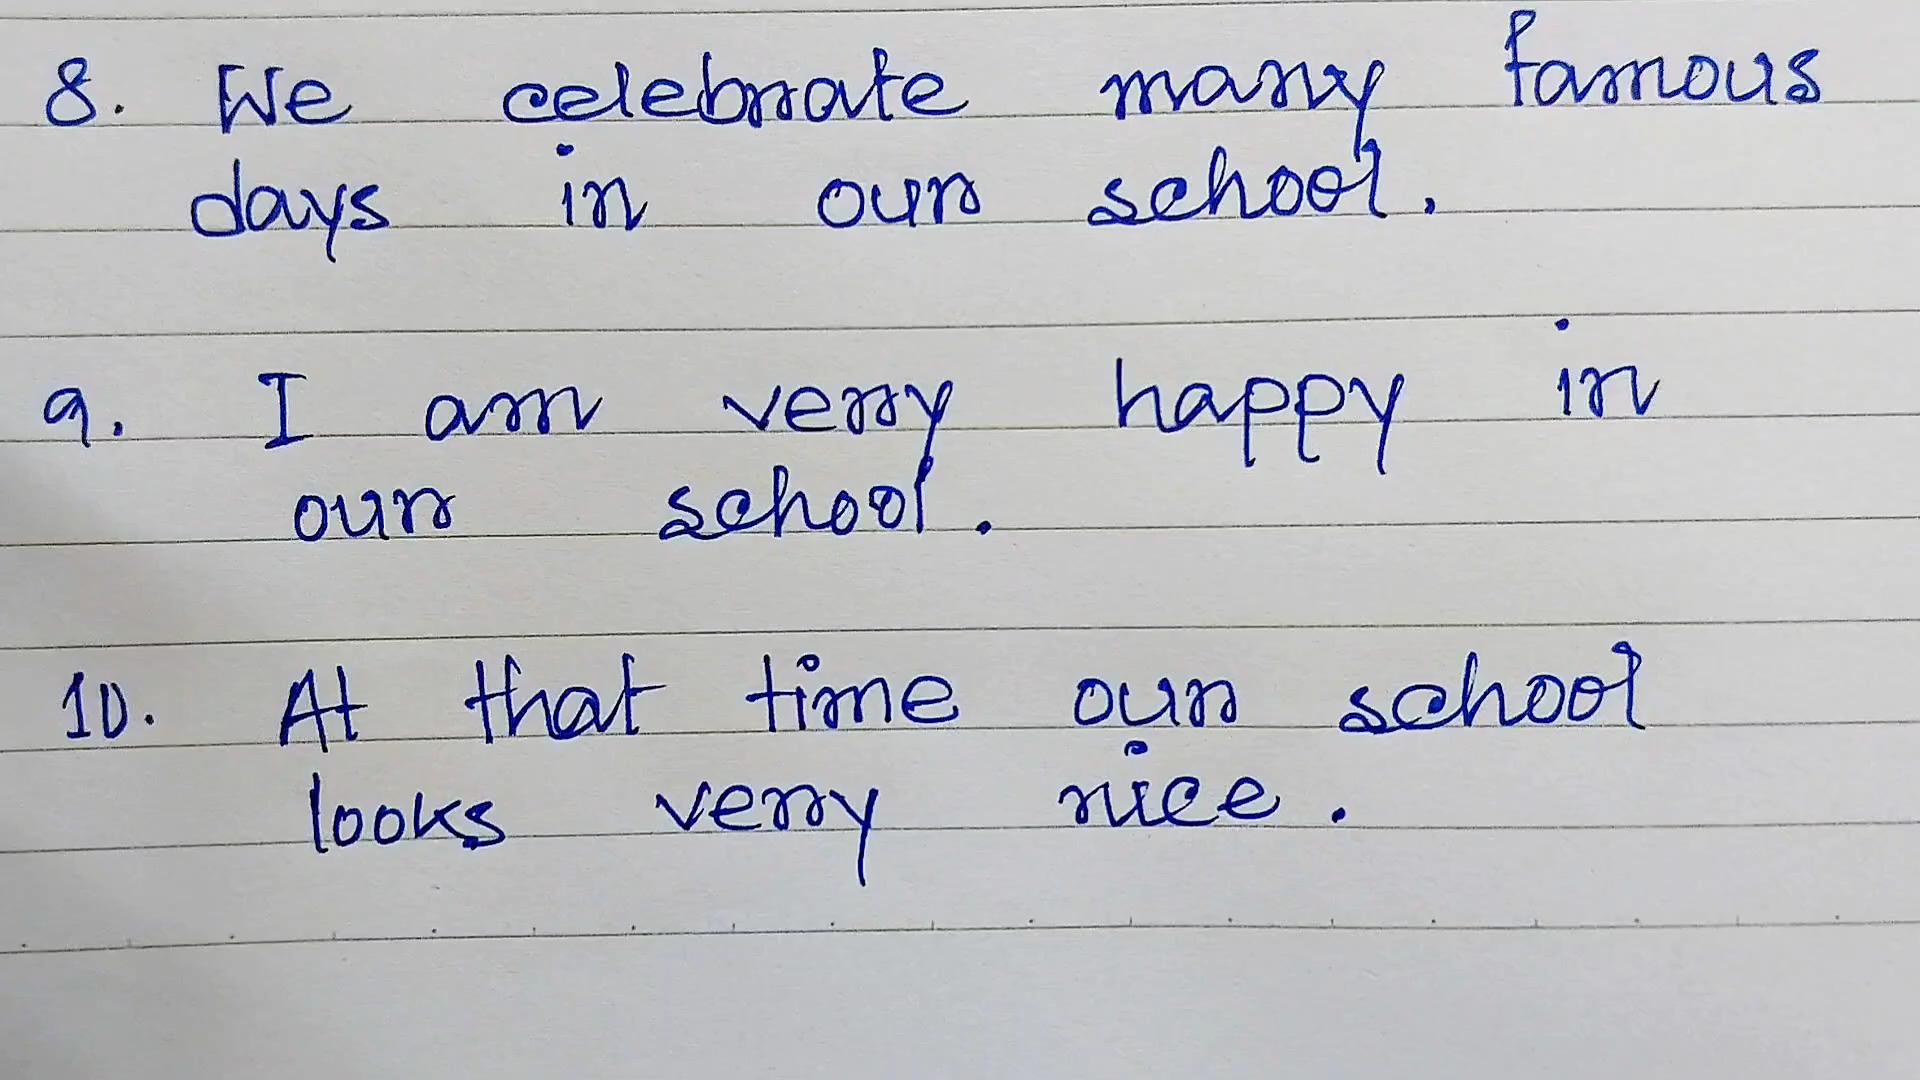 8. We celebrate many famous
days in our school.
9. I am very happy in
our school.
10. At that time our school
looks very nice.